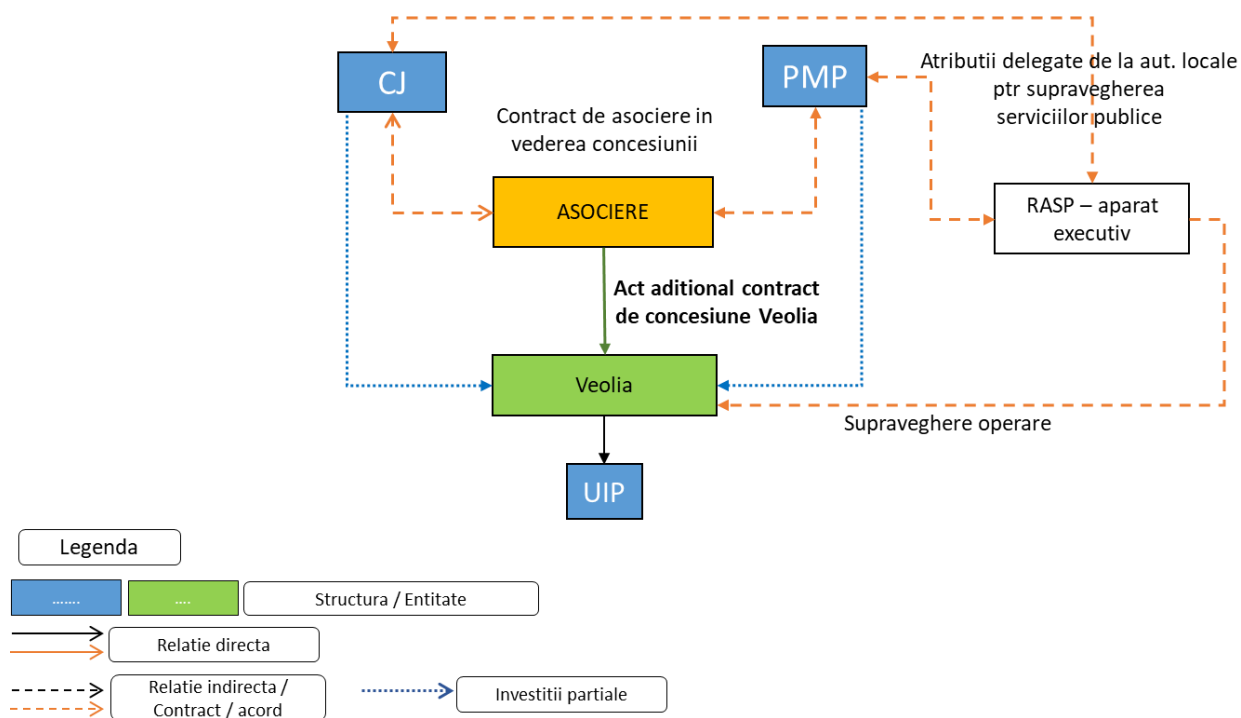 CJ
PMP
Atributii delegate de la aut. locale
ptr supravegherea
serviciilor publice
Contract de asociere in
vederea concesiunii
ASOCIERE
RASP – aparat
executiv
Act aditional contract
de concesiune Veolia
Veolia
Supraveghere operare
UIP
Legenda
.......
....
Structura / Entitate
Relatie directa
Relatie indirecta /
Contract / acord
Investitii partiale